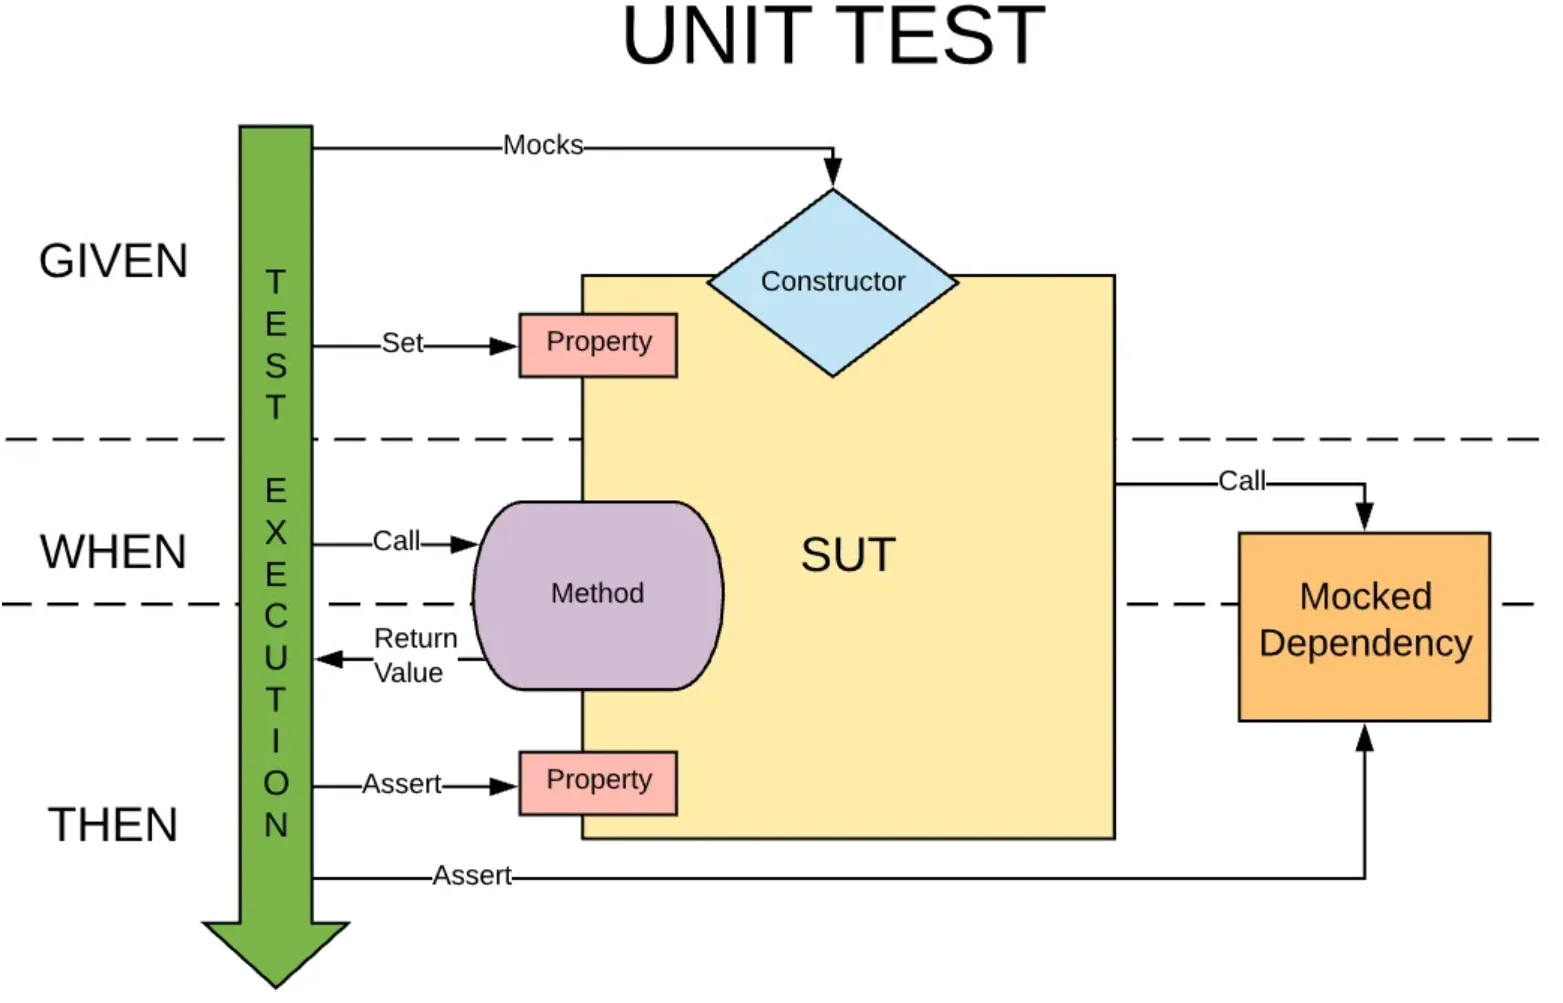 UNIT TEST
Mocks
GIVEN
Constructor
Set
Property
TEST EXECUTION
Call
WHEN
Call
Method
SUT
Mocked
Dependency
Return
Value
Assert
Property
THEN
Assert